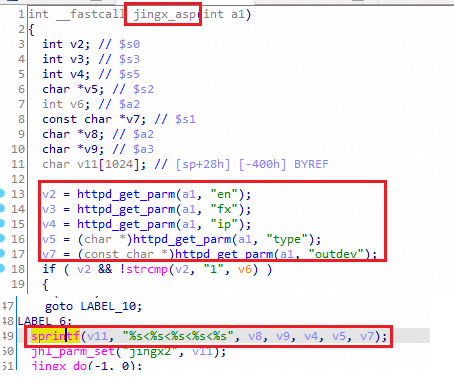 1 int __fastcall jingx_asp(int a1)
2 {
3 int v2; // $s0
4 int v3; // $s3
5 int v4; // $s5
6 char *v5; // $s2
7 int v6; // $a2
8 const char *v7; // $s1
9 char *v8; // $a2
10 char *v9; // $a3
11 char v11[1024]; // [sp+28h] [-400h] BYREF
12
13 v2 = httpd_get_parm(a1, "en");
14 v3 = httpd_get_parm(a1, "fx");
15 v4 = httpd_get_parm(a1, "ip");
16 v5 = (char *)httpd_get_parm(a1, "type");
17 v7 = (const char *)httpd_get_parm(a1, "outdev");
18 if ( v2 && !strcmp(v2, "1", v6) )
19 {
47 goto LABEL_10;
48 LABEL_6:
49 sprintf(v11, "%s<%s<%s<%s<%s", v8, v9, v4, v5, v7);
50 jhl_parm_set("jingx2", v11);
51 jingx_do(-1, 0);